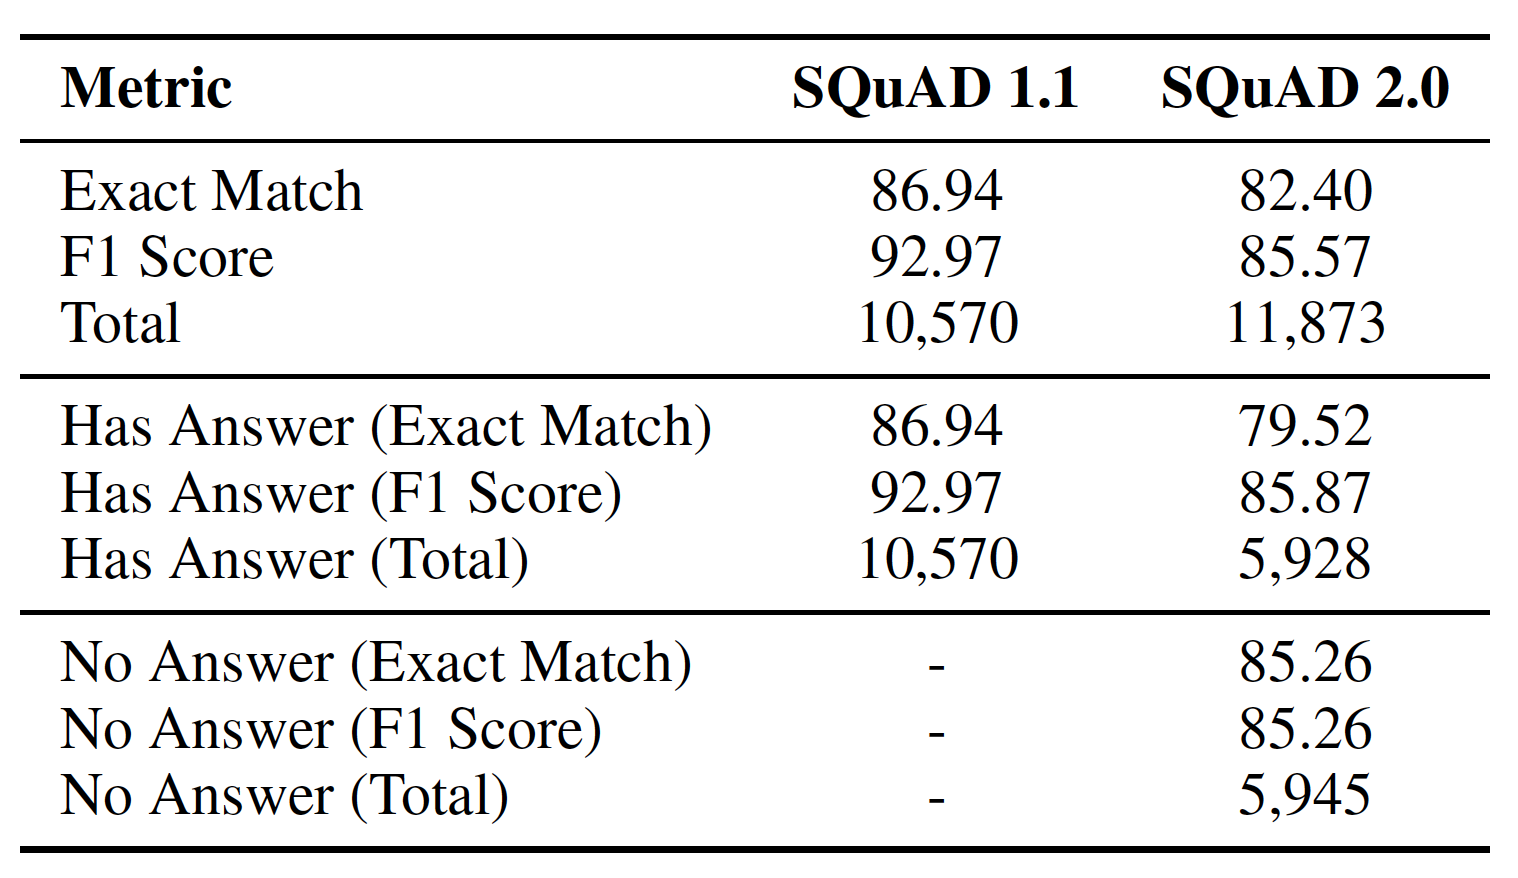 Metric SQuAD 1.1 SQuAD 2.0
Exact Match 86.94 82.40
F1 Score 92.97 85.57
Total 10,570 11,873
Has Answer (Exact Match) 86.94 79.52
Has Answer (F1 Score) 92.97 85.87
Has Answer (Total) 10,570 5,928
No Answer (Exact Match) - 85.26
No Answer (F1 Score) - 85.26
No Answer (Total) - 5,945